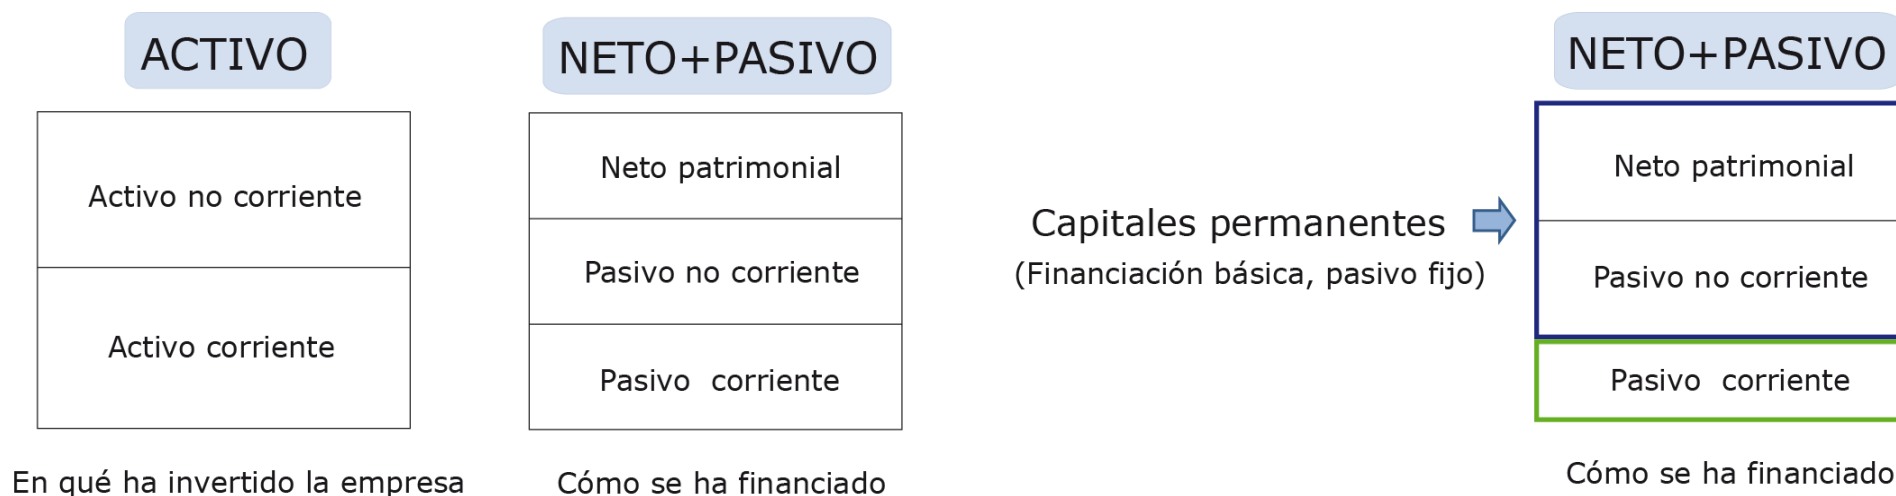 ACTIVO
Activo no corriente
Activo corriente
En qué ha invertido la empresa
NETO+PASIVO
Neto patrimonial
Pasivo no corriente
Pasivo corriente
Cómo se ha financiado
Capitales permanentes
(Financiación básica, pasivo fijo)
NETO+PASIVO
Neto patrimonial
Pasivo no corriente
Pasivo corriente
Cómo se ha financiado